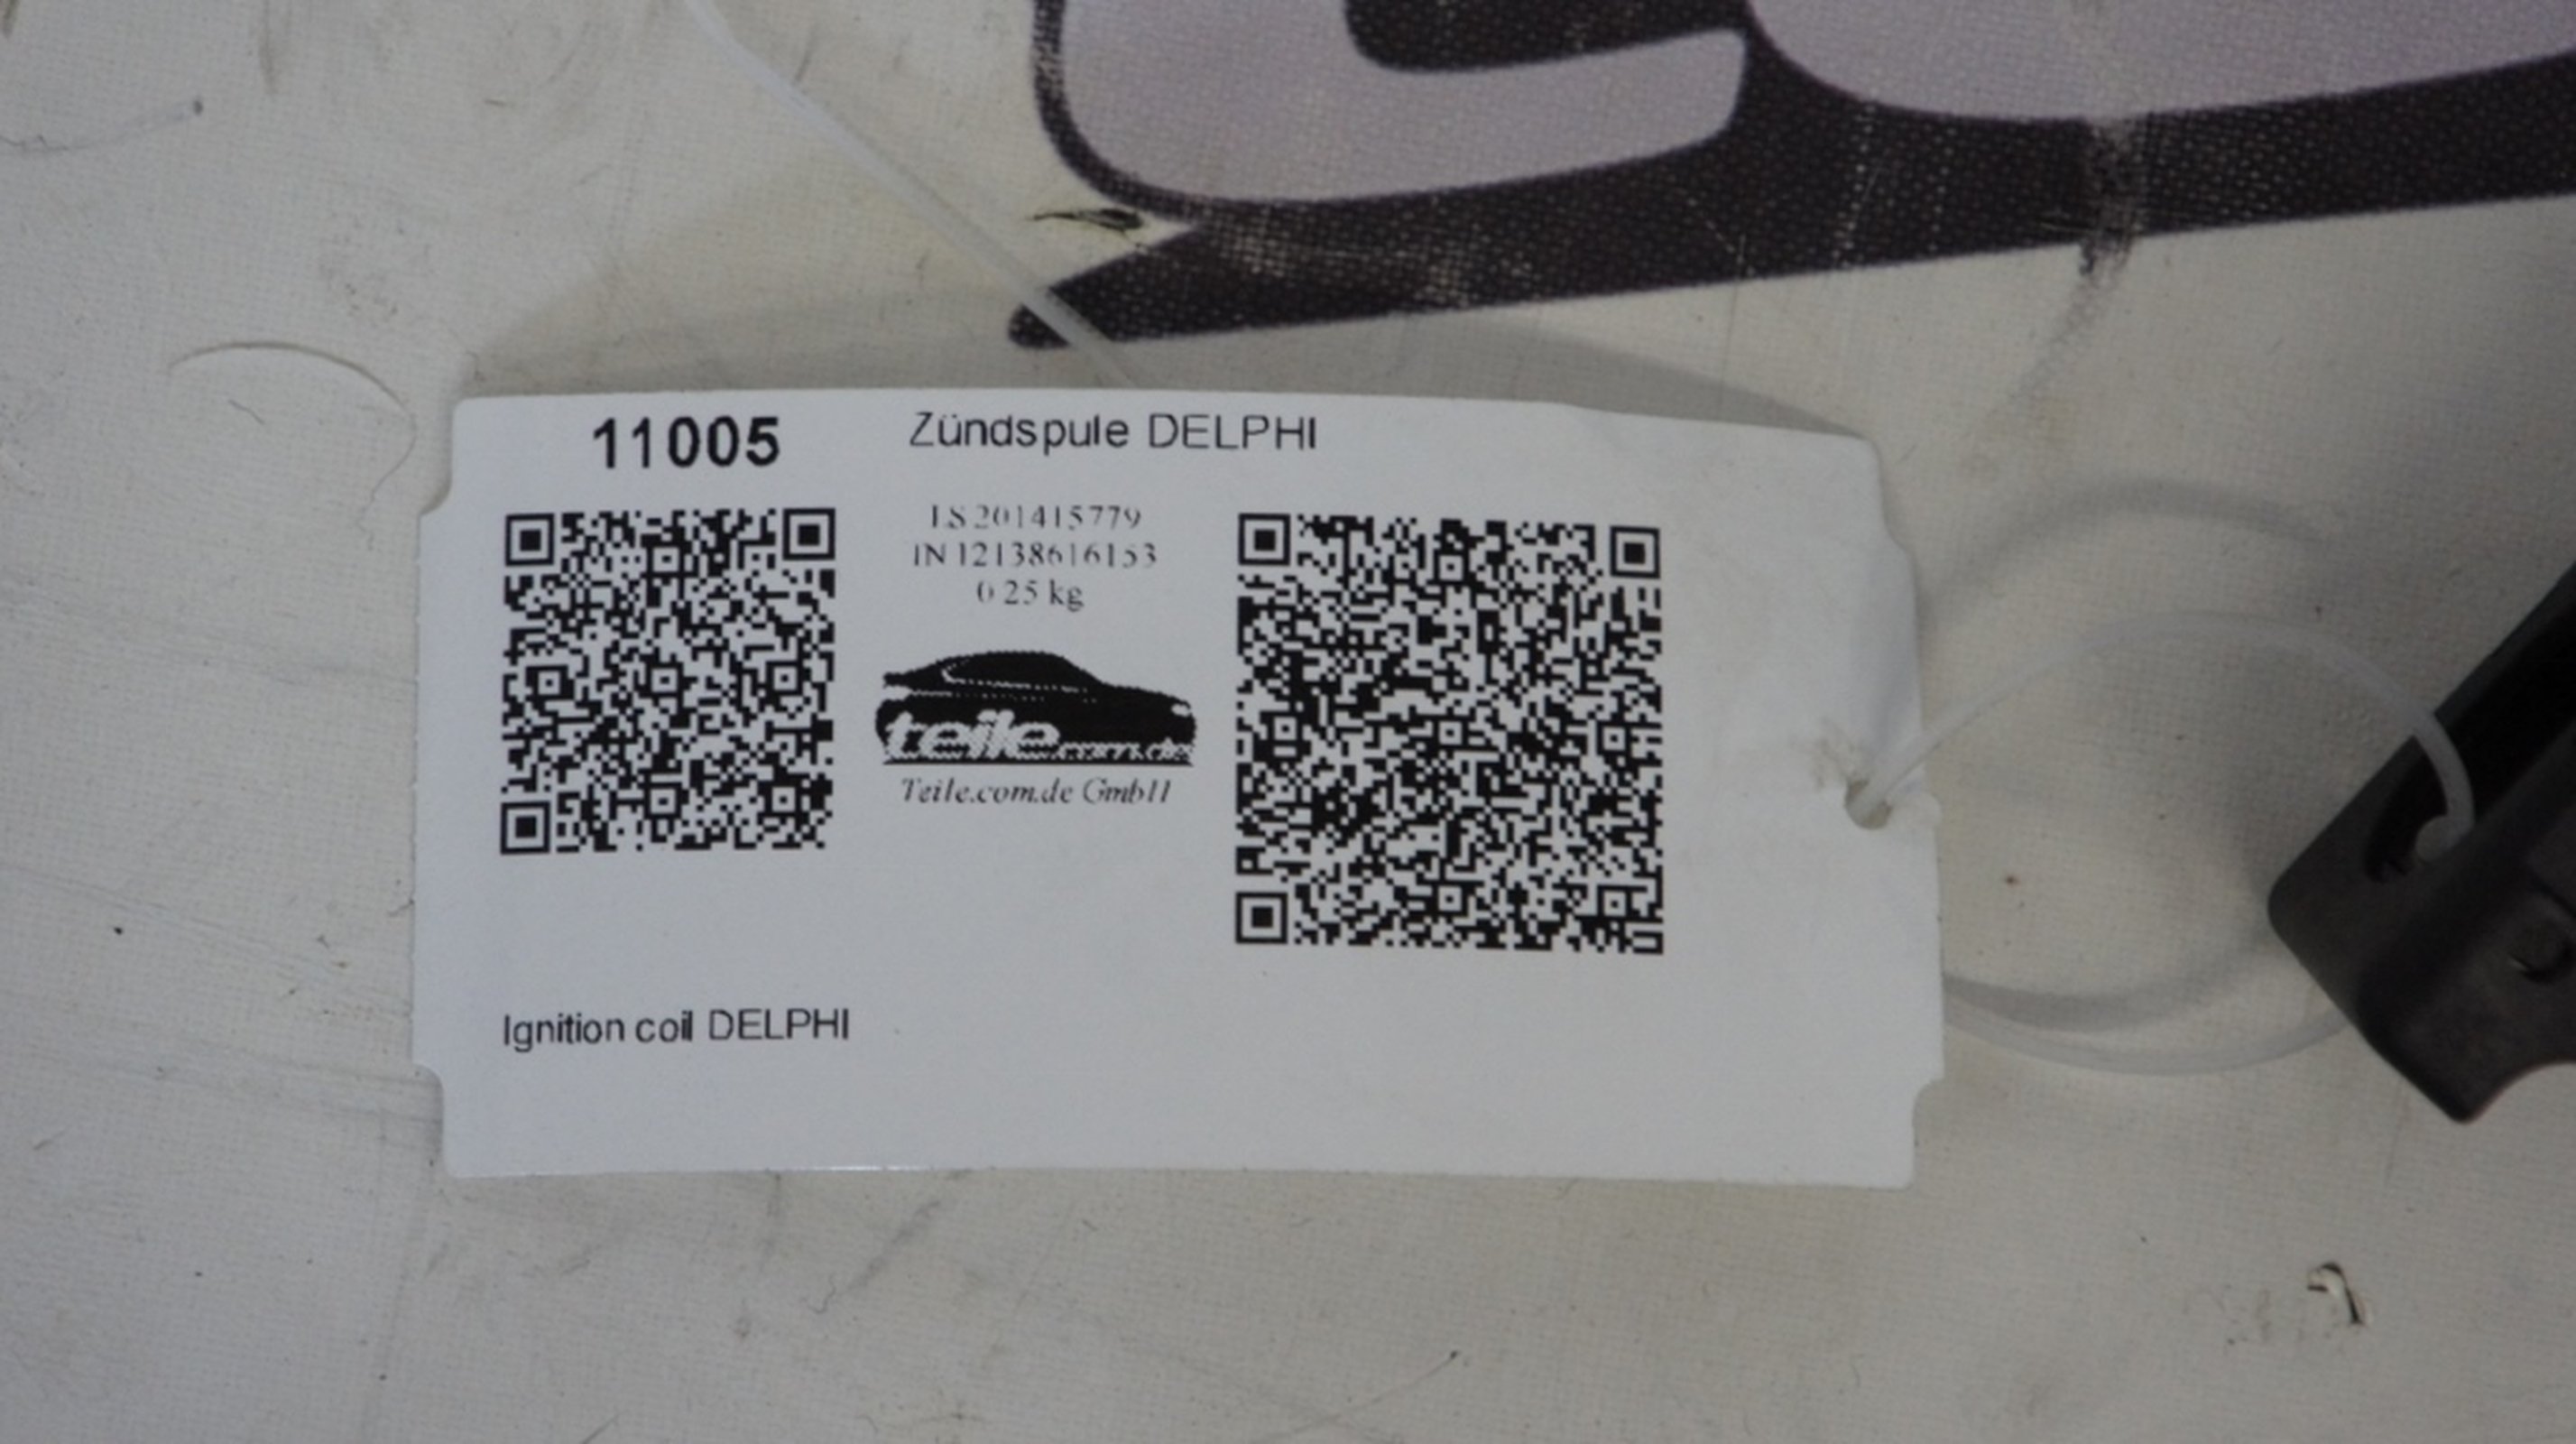 11005
Zündspule DELPHI
LS 201415779
IN 12138616153
0.25 kg
teile.com.de
Teile.com.de GmbH
Ignition coil DELPHI